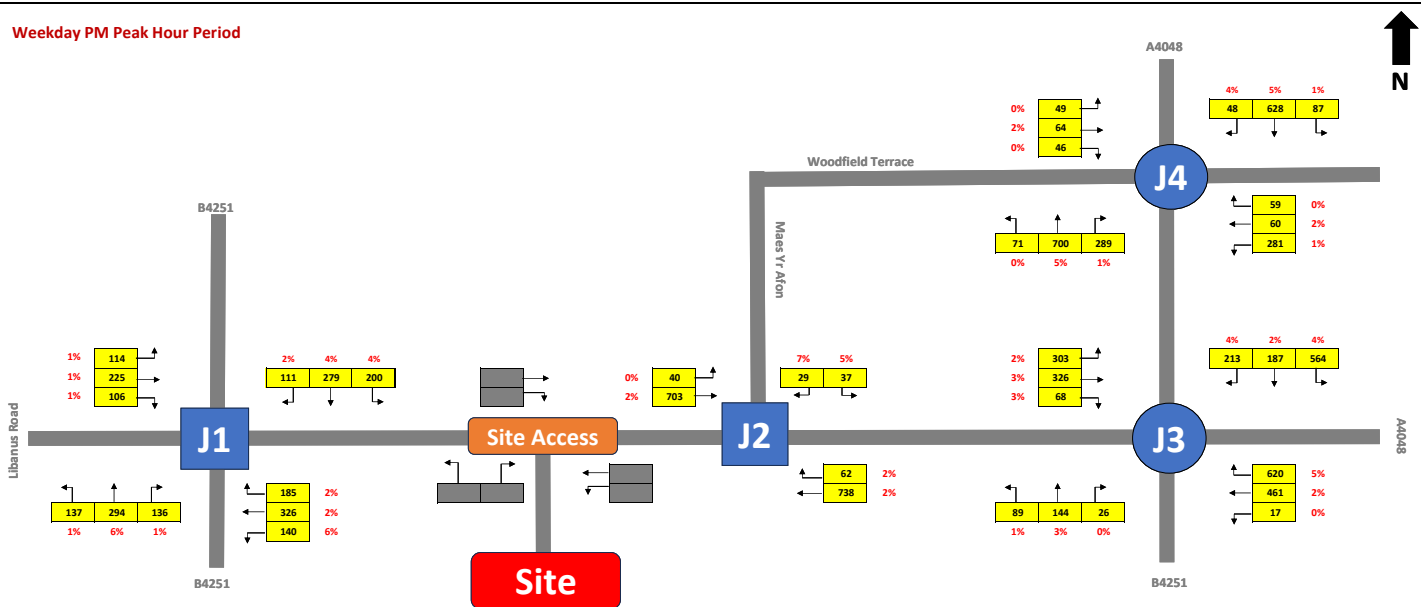 Weekday PM Peak Hour Period
N
A4048
4% 5% 1%
48 628 87
0% 49
2% 64
0% 46
Woodfield Terrace
J4
59 0%
60 2%
281 1%
71 700 289
0% 5% 1%
B4251
Maes Yr Afon
1% 114
1% 225
1% 106
2% 4% 4%
111 279 200
0% 40
2% 703
7% 5%
29 37
2% 303
3% 326
3% 68
4% 2% 4%
213 187 564
Libanus Road
J1
Site Access
J2
J3
A4048
137 294 136
1% 6% 1%
185 2%
326 2%
140 6%
62 2%
738 2%
89 144 26
1% 3% 0%
620 5%
461 2%
17 0%
B4251
Site
B4251